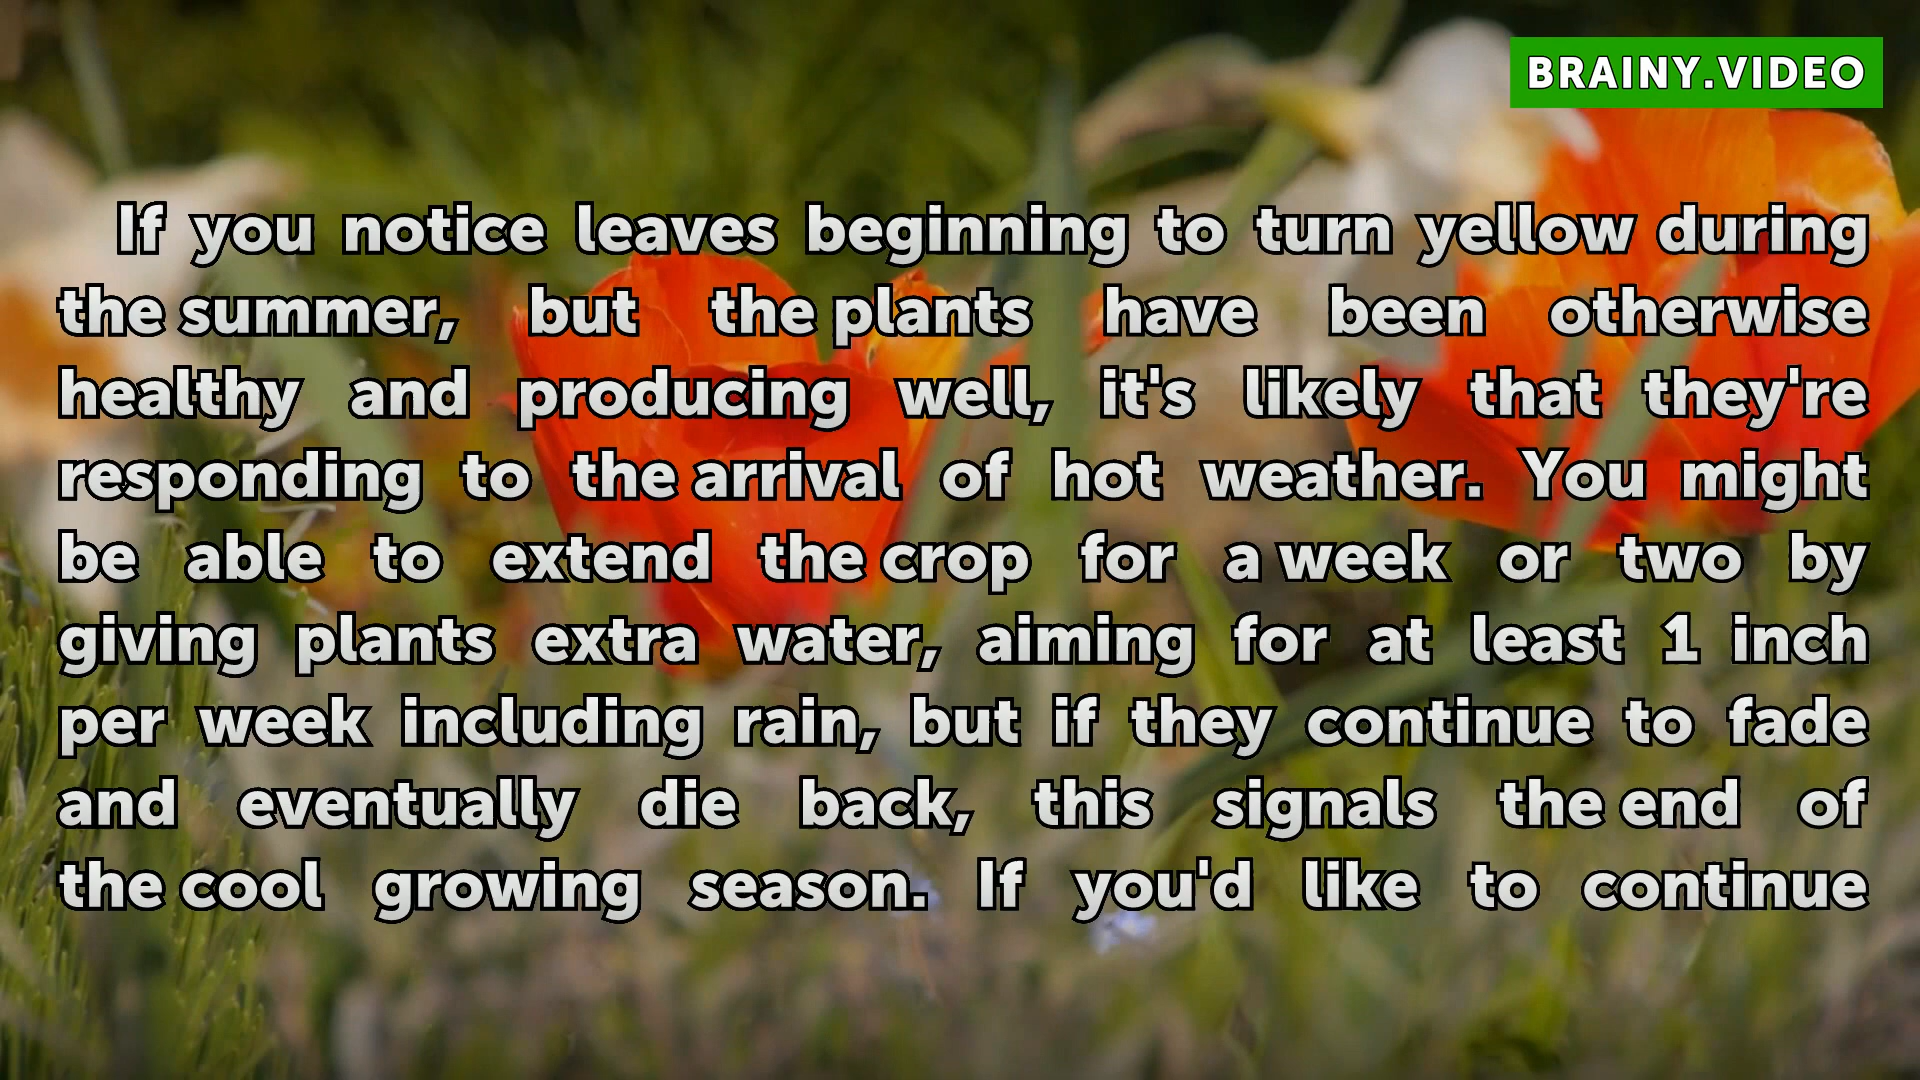 BRAINY.VIDEO
If you notice leaves beginning to turn yellow during
the summer, but the plants have been otherwise
healthy and producing well, it's likely that they're
responding to the arrival of hot weather. You might
be able to extend the crop for a week or two by
giving plants extra water, aiming for at least 1 inch
per week including rain, but if they continue to fade
and eventually die back, this signals the end of
the cool growing season. If you'd like to continue